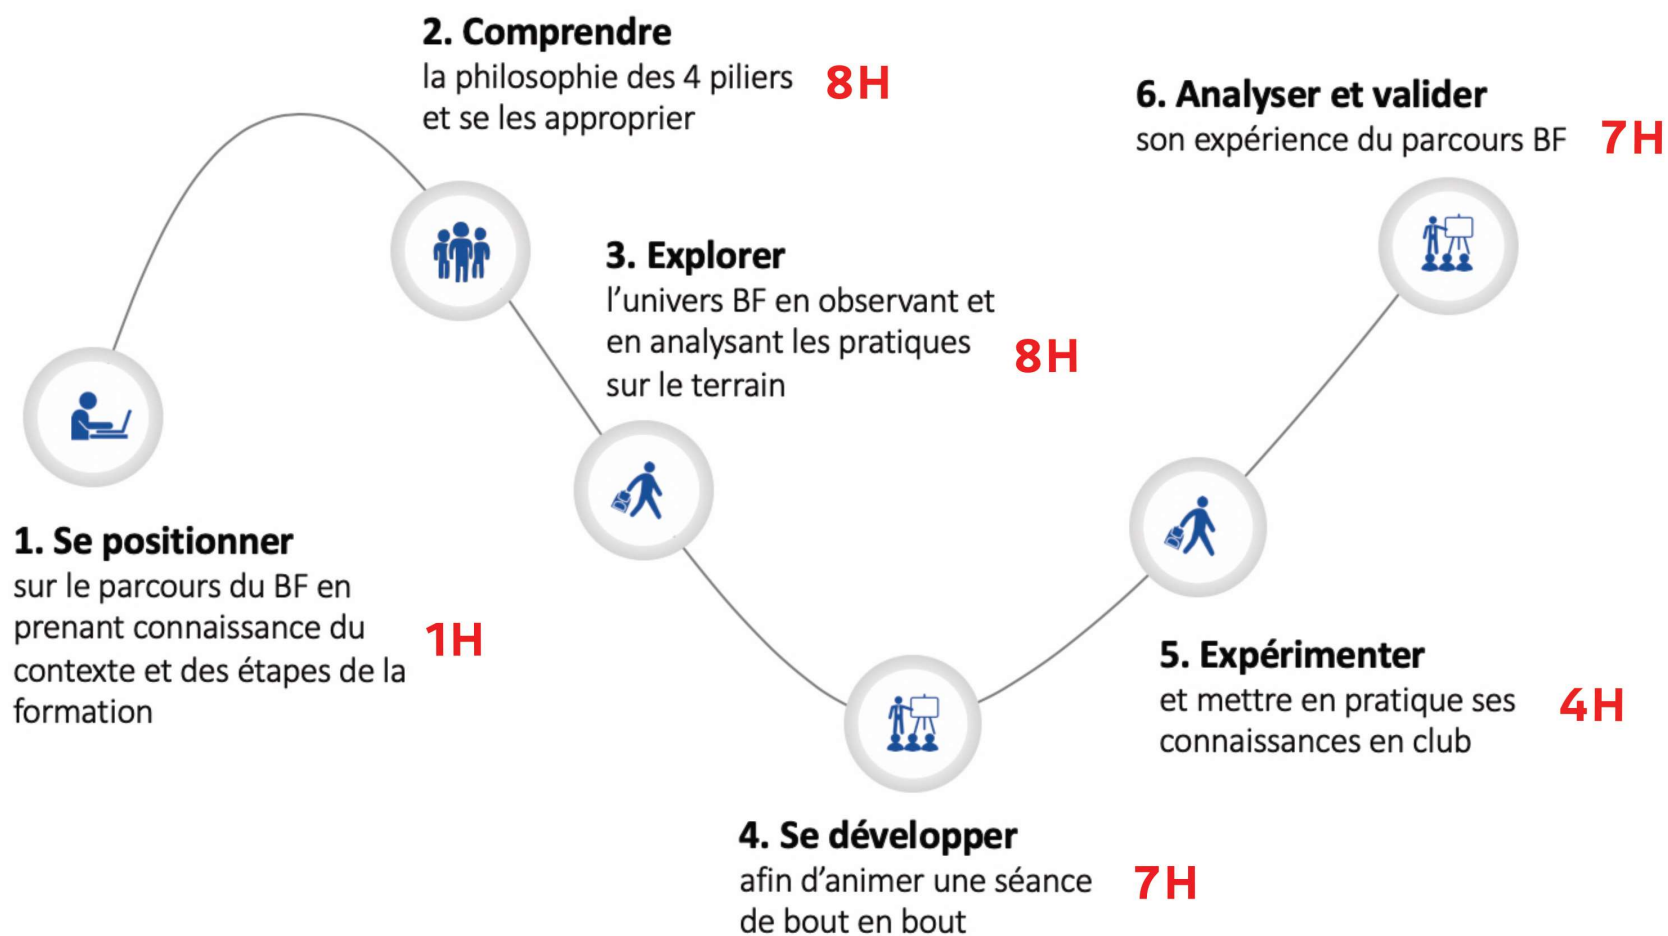 1. Se positionner
sur le parcours du BF en
prenant connaissance du
contexte et des étapes de la
formation
1H
2. Comprendre
la philosophie des 4 piliers
et se les approprier
8H
3. Explorer
l’univers BF en observant et
en analysant les pratiques
sur le terrain
8H
4. Se développer
afin d’animer une séance
de bout en bout
7H
5. Expérimenter
et mettre en pratique ses
connaissances en club
4H
6. Analyser et valider
son expérience du parcours BF
7H